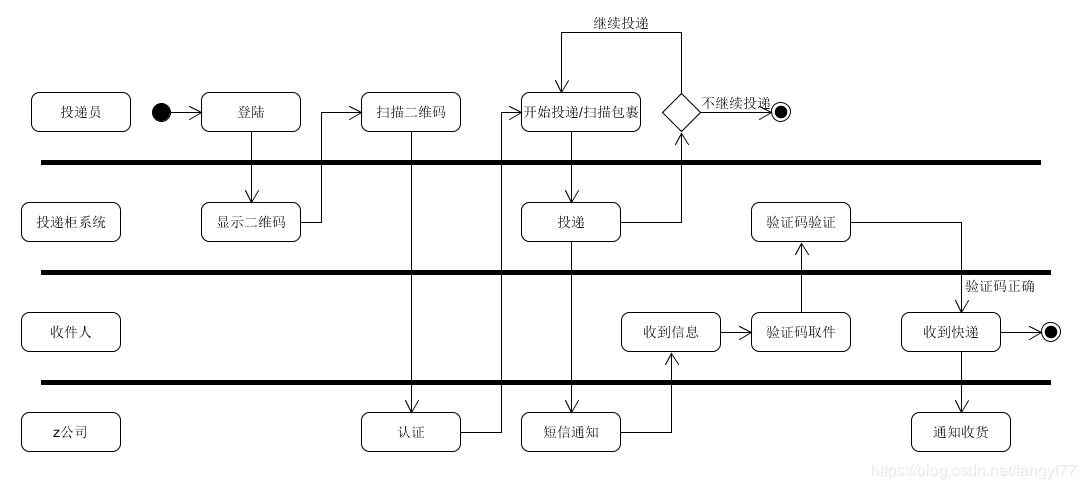 继续投递
投递员
登陆
扫描二维码
开始投递/扫描包裹
不继续投递
投递柜系统
显示二维码
投递
验证码验证
验证码正确
收件人
收到信息
验证码取件
收到快递
z公司
认证
短信通知
通知收货
https://blog.csdn.net/tangyt77